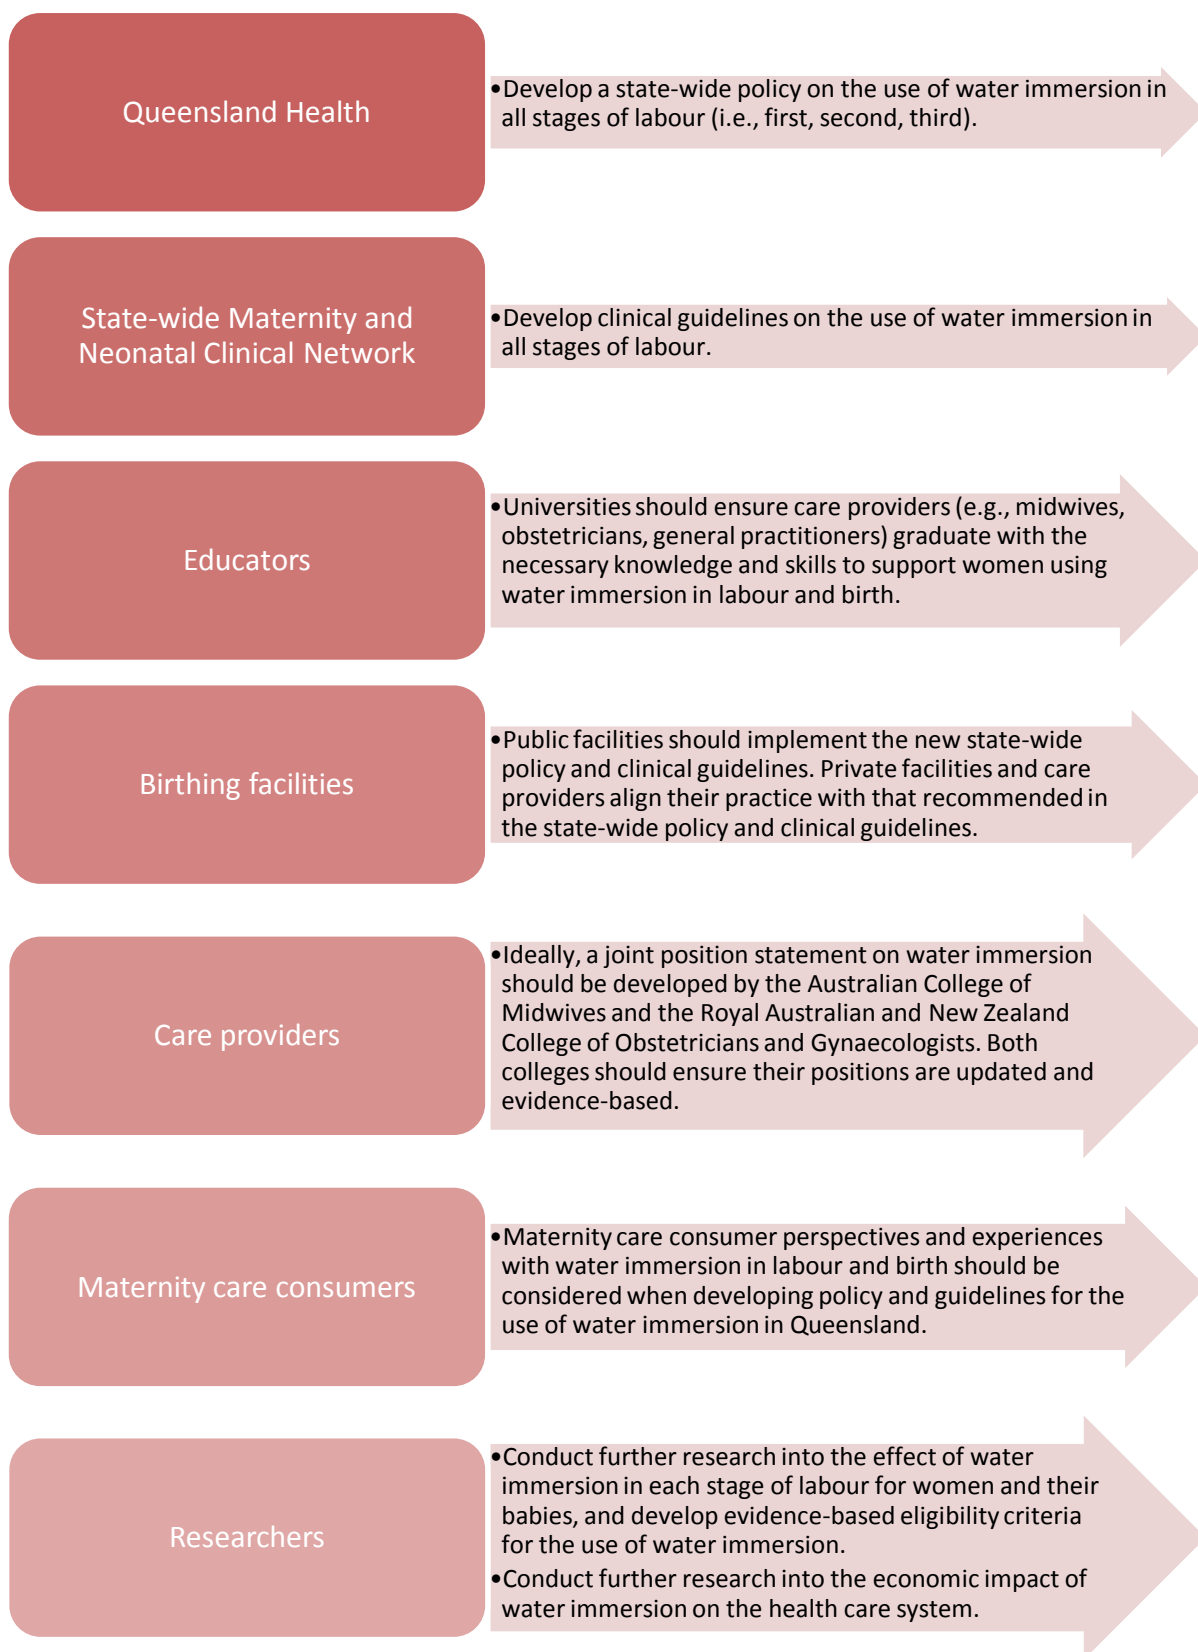 Queensland Health
•Develop a state-wide policy on the use of water immersion in
all stages of labour (i.e., first, second, third).
State-wide Maternity and
Neonatal Clinical Network
•Develop clinical guidelines on the use of water immersion in
all stages of labour.
Educators
•Universities should ensure care providers (e.g., midwives,
obstetricians, general practitioners) graduate with the
necessary knowledge and skills to support women using
water immersion in labour and birth.
Birthing facilities
•Public facilities should implement the new state-wide
policy and clinical guidelines. Private facilities and care
providers align their practice with that recommended in
the state-wide policy and clinical guidelines.
Care providers
•Ideally, a joint position statement on water immersion
should be developed by the Australian College of
Midwives and the Royal Australian and New Zealand
College of Obstetricians and Gynaecologists. Both
colleges should ensure their positions are updated and
evidence-based.
Maternity care consumers
•Maternity care consumer perspectives and experiences
with water immersion in labour and birth should be
considered when developing policy and guidelines for the
use of water immersion in Queensland.
Researchers
•Conduct further research into the effect of water
immersion in each stage of labour for women and their
babies, and develop evidence-based eligibility criteria
for the use of water immersion.
•Conduct further research into the economic impact of
water immersion on the health care system.